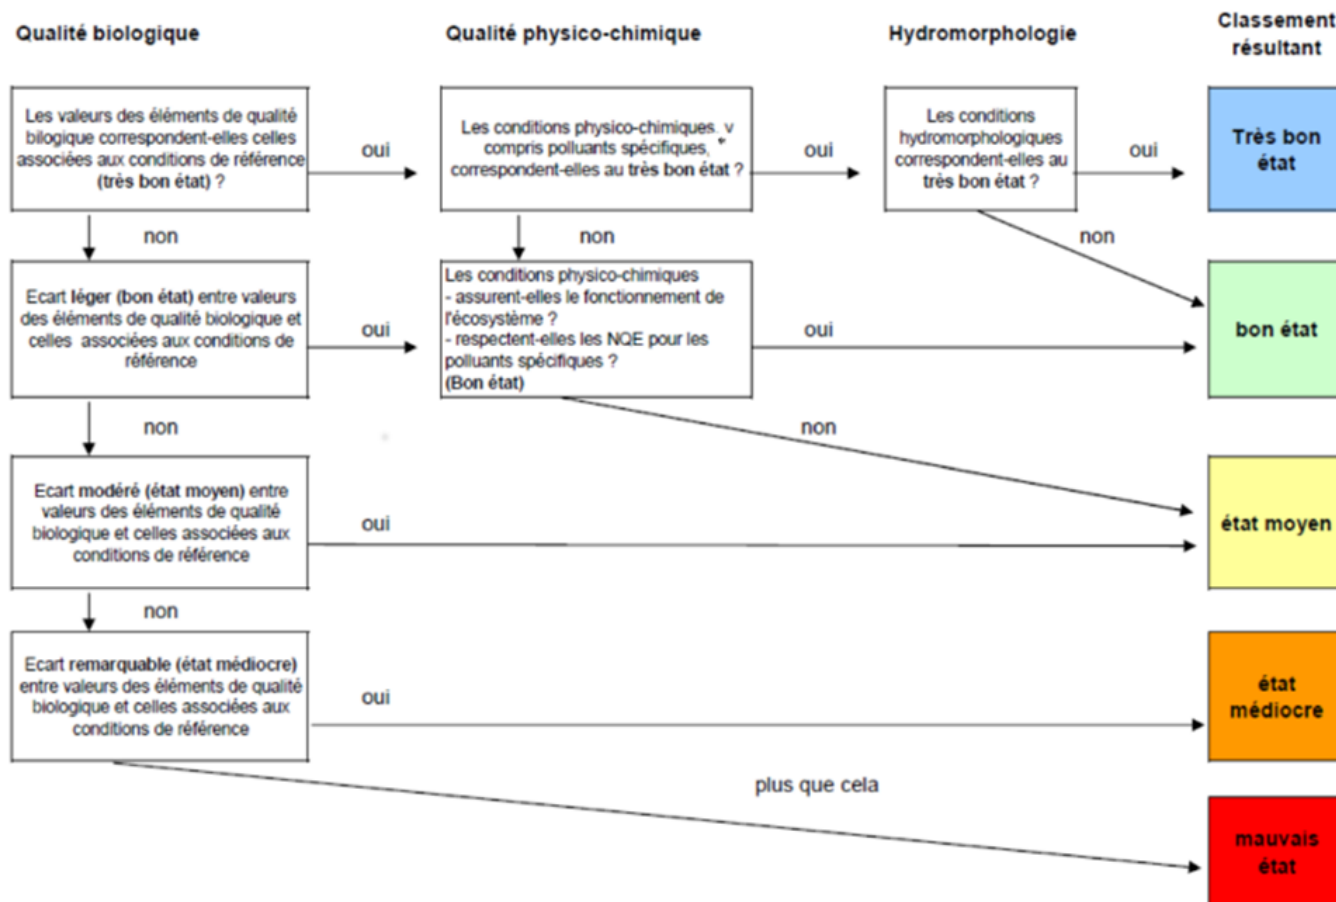 Qualité biologique
Qualité physico-chimique
Hydromorphologie
Classement
résultant
Les valeurs des éléments de qualité
bilogique correspondent-elles celles
associées aux conditions de référence
(très bon état) ?
oui
Les conditions physico-chimiques. v
compris polluants spécifiques,
correspondent-elles au très bon état ?
oui
Les conditions
hydromorphologiques
correspondent-elles au
très bon état ?
oui
Très bon
état
non
non
non
Ecart léger (bon état) entre valeurs
des éléments de qualité biologique et
celles associées aux conditions de
référence
oui
Les conditions physico-chimiques
- assurent-elles le fonctionnement de
l'écosystème ?
- respectent-elles les NQE pour les
polluants spécifiques ?
(Bon état)
oui
bon état
non
non
Ecart modéré (état moyen) entre
valeurs des éléments de qualité
biologique et celles associées aux
conditions de référence
oui
état moyen
non
Ecart remarquable (état médiocre)
entre valeurs des éléments de qualité
biologique et celles associées aux
conditions de référence
oui
état
médiocre
plus que cela
mauvais
état